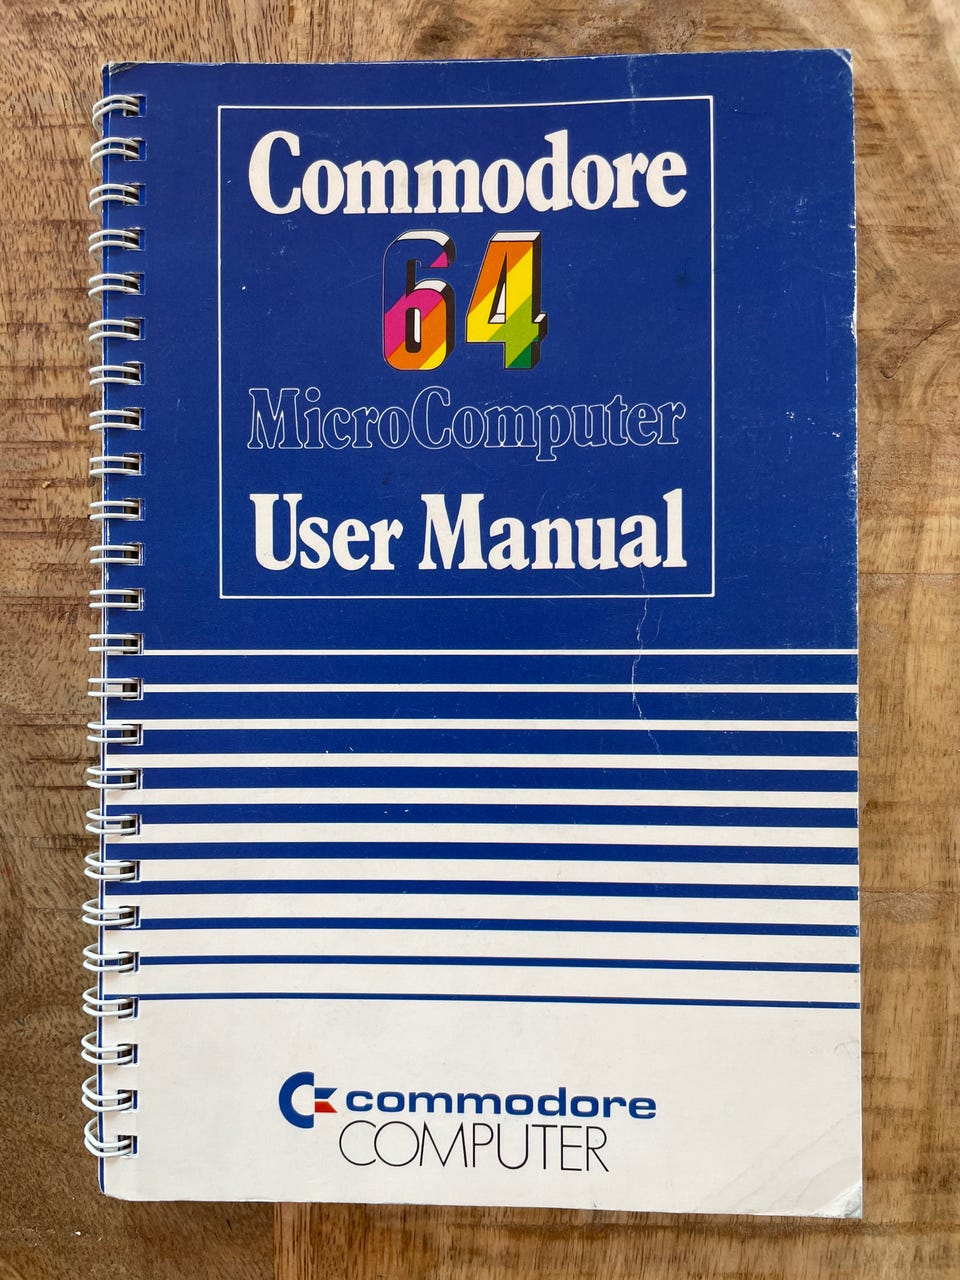 Commodore
64
MicroComputer
User Manual
commodore
COMPUTER